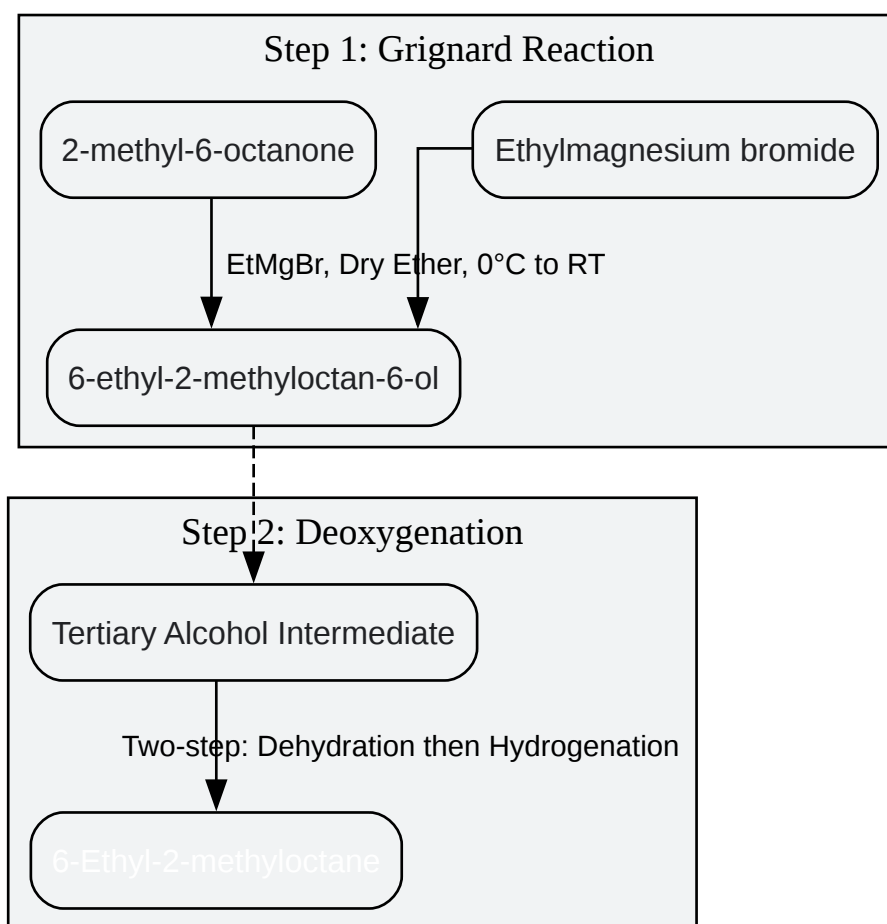 Step 1: Grignard Reaction
2-methyl-6-octanone
Ethylmagnesium bromide
EtMgBr, Dry Ether, 0°C to RT
6-ethyl-2-methyloctan-6-ol
Step 2: Deoxygenation
Tertiary Alcohol Intermediate
Two-step: Dehydration then Hydrogenation
6-Ethyl-2-methyloctane